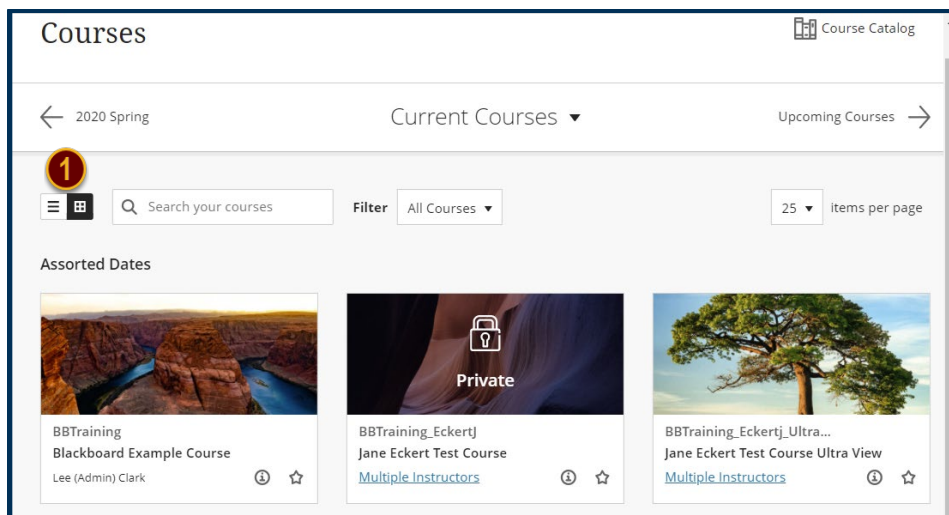 Courses
Course Catalog
2020 Spring
Current Courses
Upcoming Courses
1
Search your courses
Filter
All Courses
25
items per page
Assorted Dates
Private
BBTraining
Blackboard Example Course
Lee (Admin) Clark
BBTraining_EckertJ
Jane Eckert Test Course
Multiple Instructors
BBTraining_Eckertj_Ultra...
Jane Eckert Test Course Ultra View
Multiple Instructors